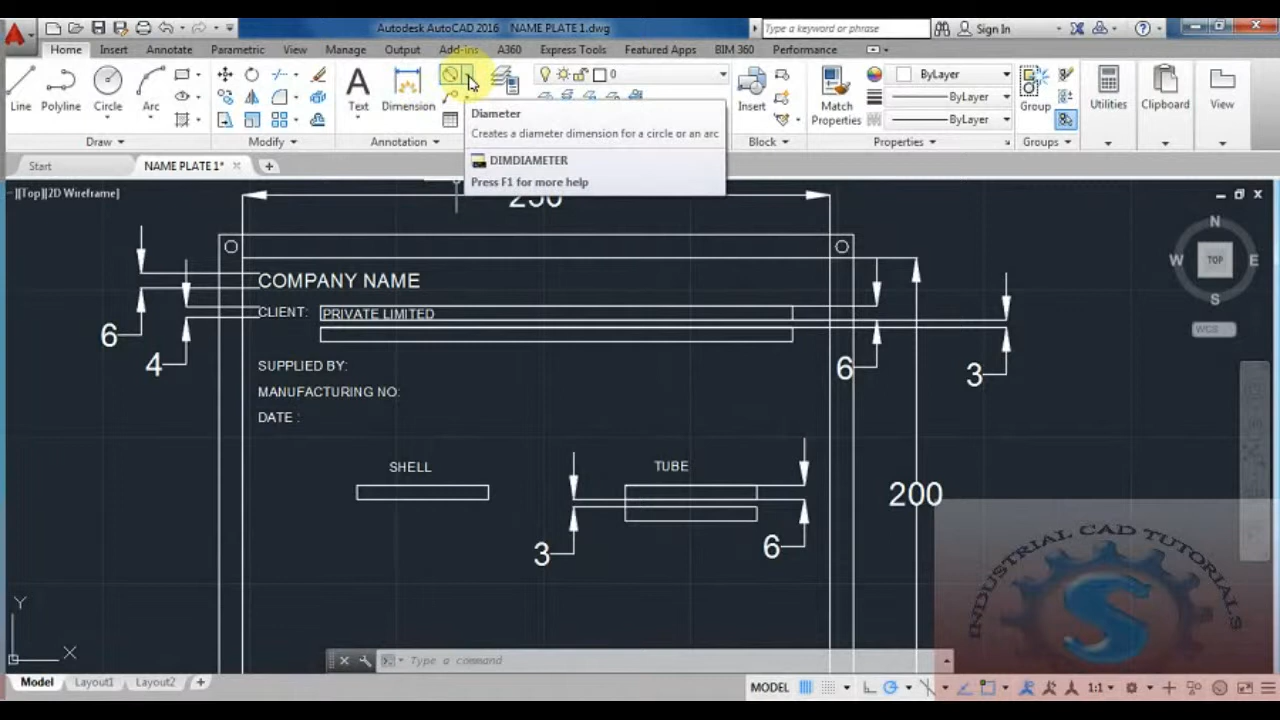 Autodesk AutoCAD 2016 NAME PLATE 1.dwg
Type a keyword or phrase
Sign In
Home Insert Annotate Parametric View Manage Output Add-ins A360 Express Tools Featured Apps BIM 360 Performance
0
ByLayer
ByLayer
ByLayer
Line Polyline Circle Arc Text Dimension Insert Match Properties Group Utilities Clipboard View
Draw Modify Annotation Block Properties Groups
Diameter
Creates a diameter dimension for a circle or an arc
DIMDIAMETER
Press F1 for more help
Start NAME PLATE 1*
][Top][2D Wireframe]
250
N
W TOP E
S
WCS
COMPANY NAME
CLIENT: PRIVATE LIMITED
6
4
6
3
SUPPLIED BY:
MANUFACTURING NO:
DATE :
SHELL TUBE
200
3
6
INDUSTRIAL CAD TUTORIALS
S
Y
X
Type a command
Model Layout1 Layout2
MODEL 1:1